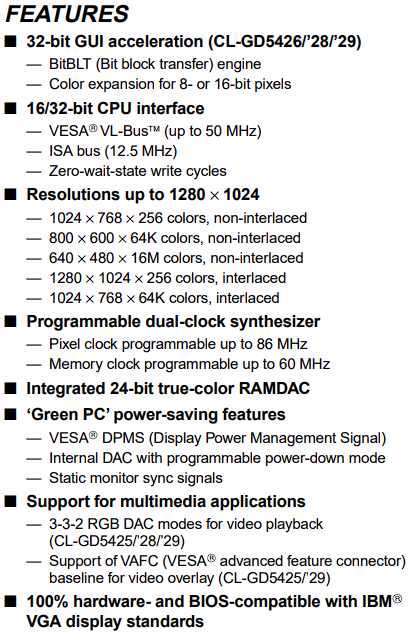 FEATURES
■ 32-bit GUI acceleration (CL-GD5426/’28/’29)
— BitBLT (Bit block transfer) engine
— Color expansion for 8- or 16-bit pixels
■ 16/32-bit CPU interface
— VESA® VL-Bus™ (up to 50 MHz)
— ISA bus (12.5 MHz)
— Zero-wait-state write cycles
■ Resolutions up to 1280 × 1024
— 1024 × 768 × 256 colors, non-interlaced
— 800 × 600 × 64K colors, non-interlaced
— 640 × 480 × 16M colors, non-interlaced
— 1280 × 1024 × 256 colors, interlaced
— 1024 × 768 × 64K colors, interlaced
■ Programmable dual-clock synthesizer
— Pixel clock programmable up to 86 MHz
— Memory clock programmable up to 60 MHz
■ Integrated 24-bit true-color RAMDAC
■ ‘Green PC’ power-saving features
— VESA® DPMS (Display Power Management Signal)
— Internal DAC with programmable power-down mode
— Static monitor sync signals
■ Support for multimedia applications
— 3-3-2 RGB DAC modes for video playback
(CL-GD5425/’28/’29)
— Support of VAFC (VESA® advanced feature connector)
baseline for video overlay (CL-GD5425/’29)
■ 100% hardware- and BIOS-compatible with IBM®
VGA display standards